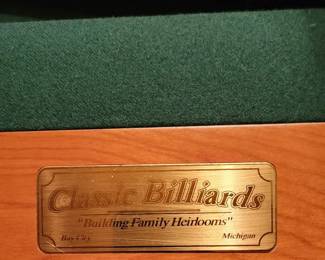 Classic Billiards
"Building Family Heirlooms"
Bay City Michigan